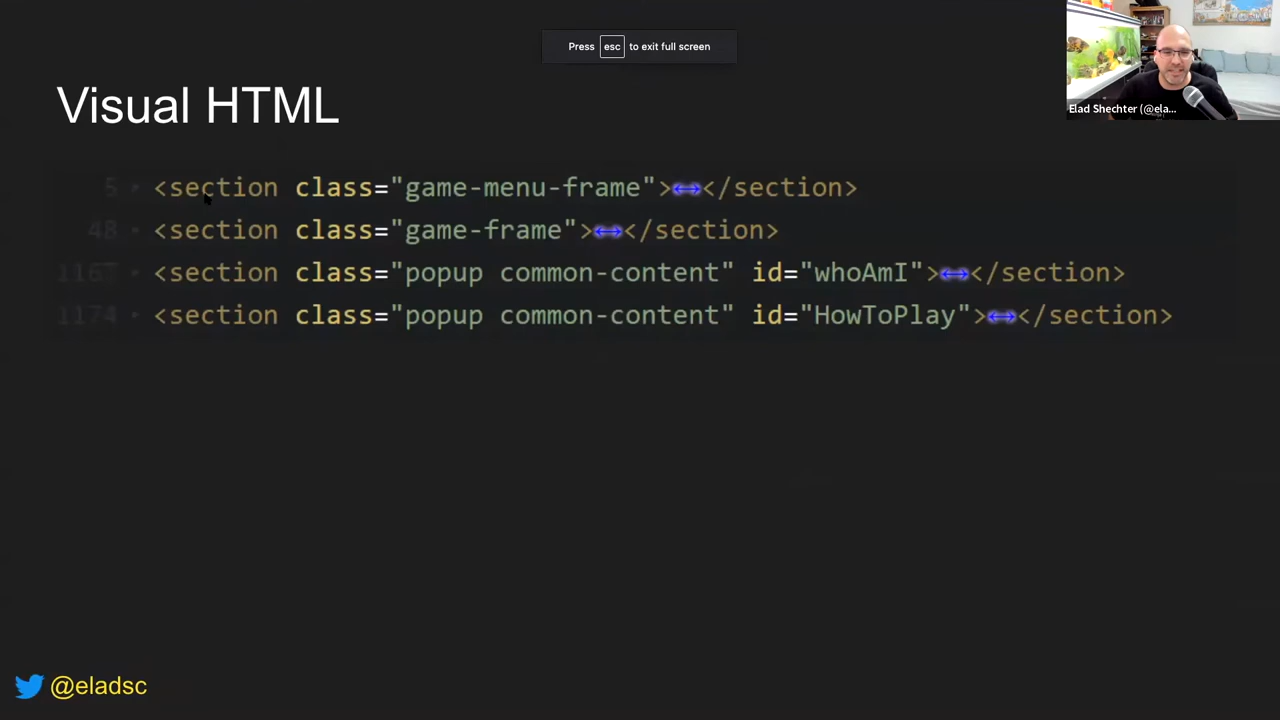 Press esc to exit full screen
Elad Shechter (@ela...
Visual HTML
5 <section class="game-menu-frame">↔</section>
48 <section class="game-frame">↔</section>
1167 <section class="popup common-content" id="whoAmI">↔</section>
1174 <section class="popup common-content" id="HowToPlay">↔</section>
@eladsc